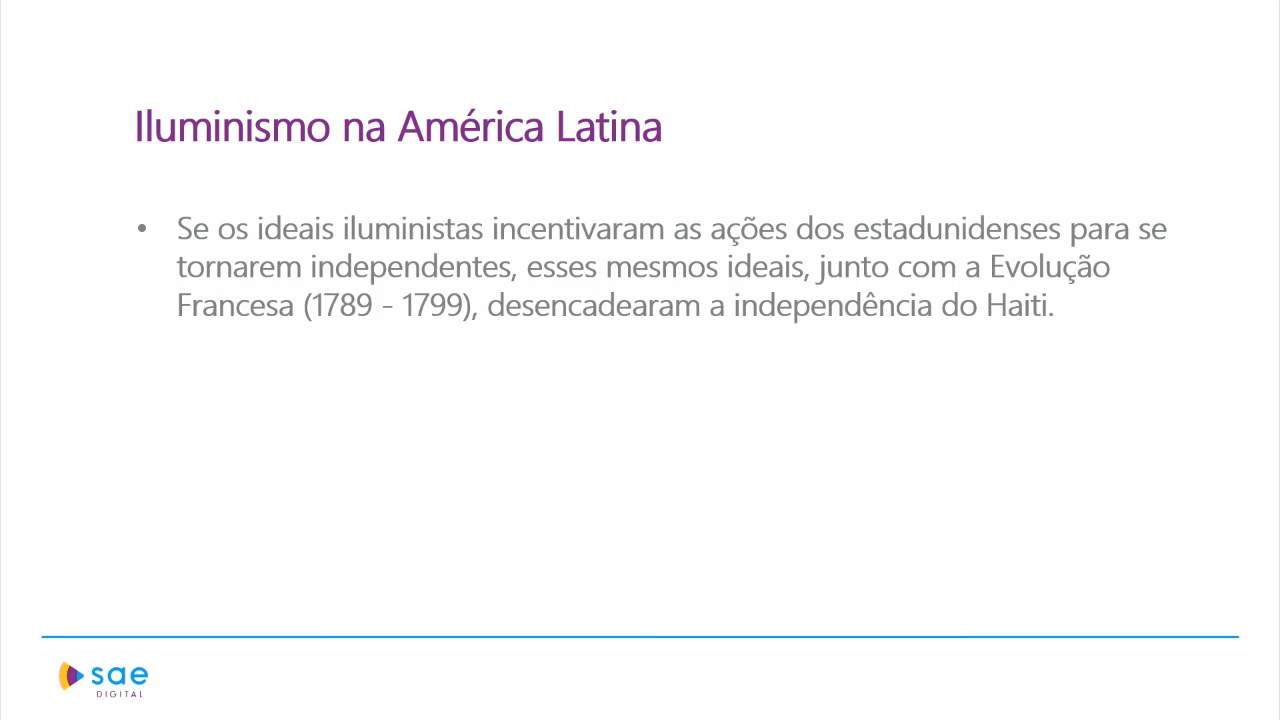 Iluminismo na América Latina
• Se os ideais iluministas incentivaram as ações dos estadunidenses para se
tornarem independentes, esses mesmos ideais, junto com a Evolução
Francesa (1789 - 1799), desencadearam a independência do Haiti.
sae
DIGITAL